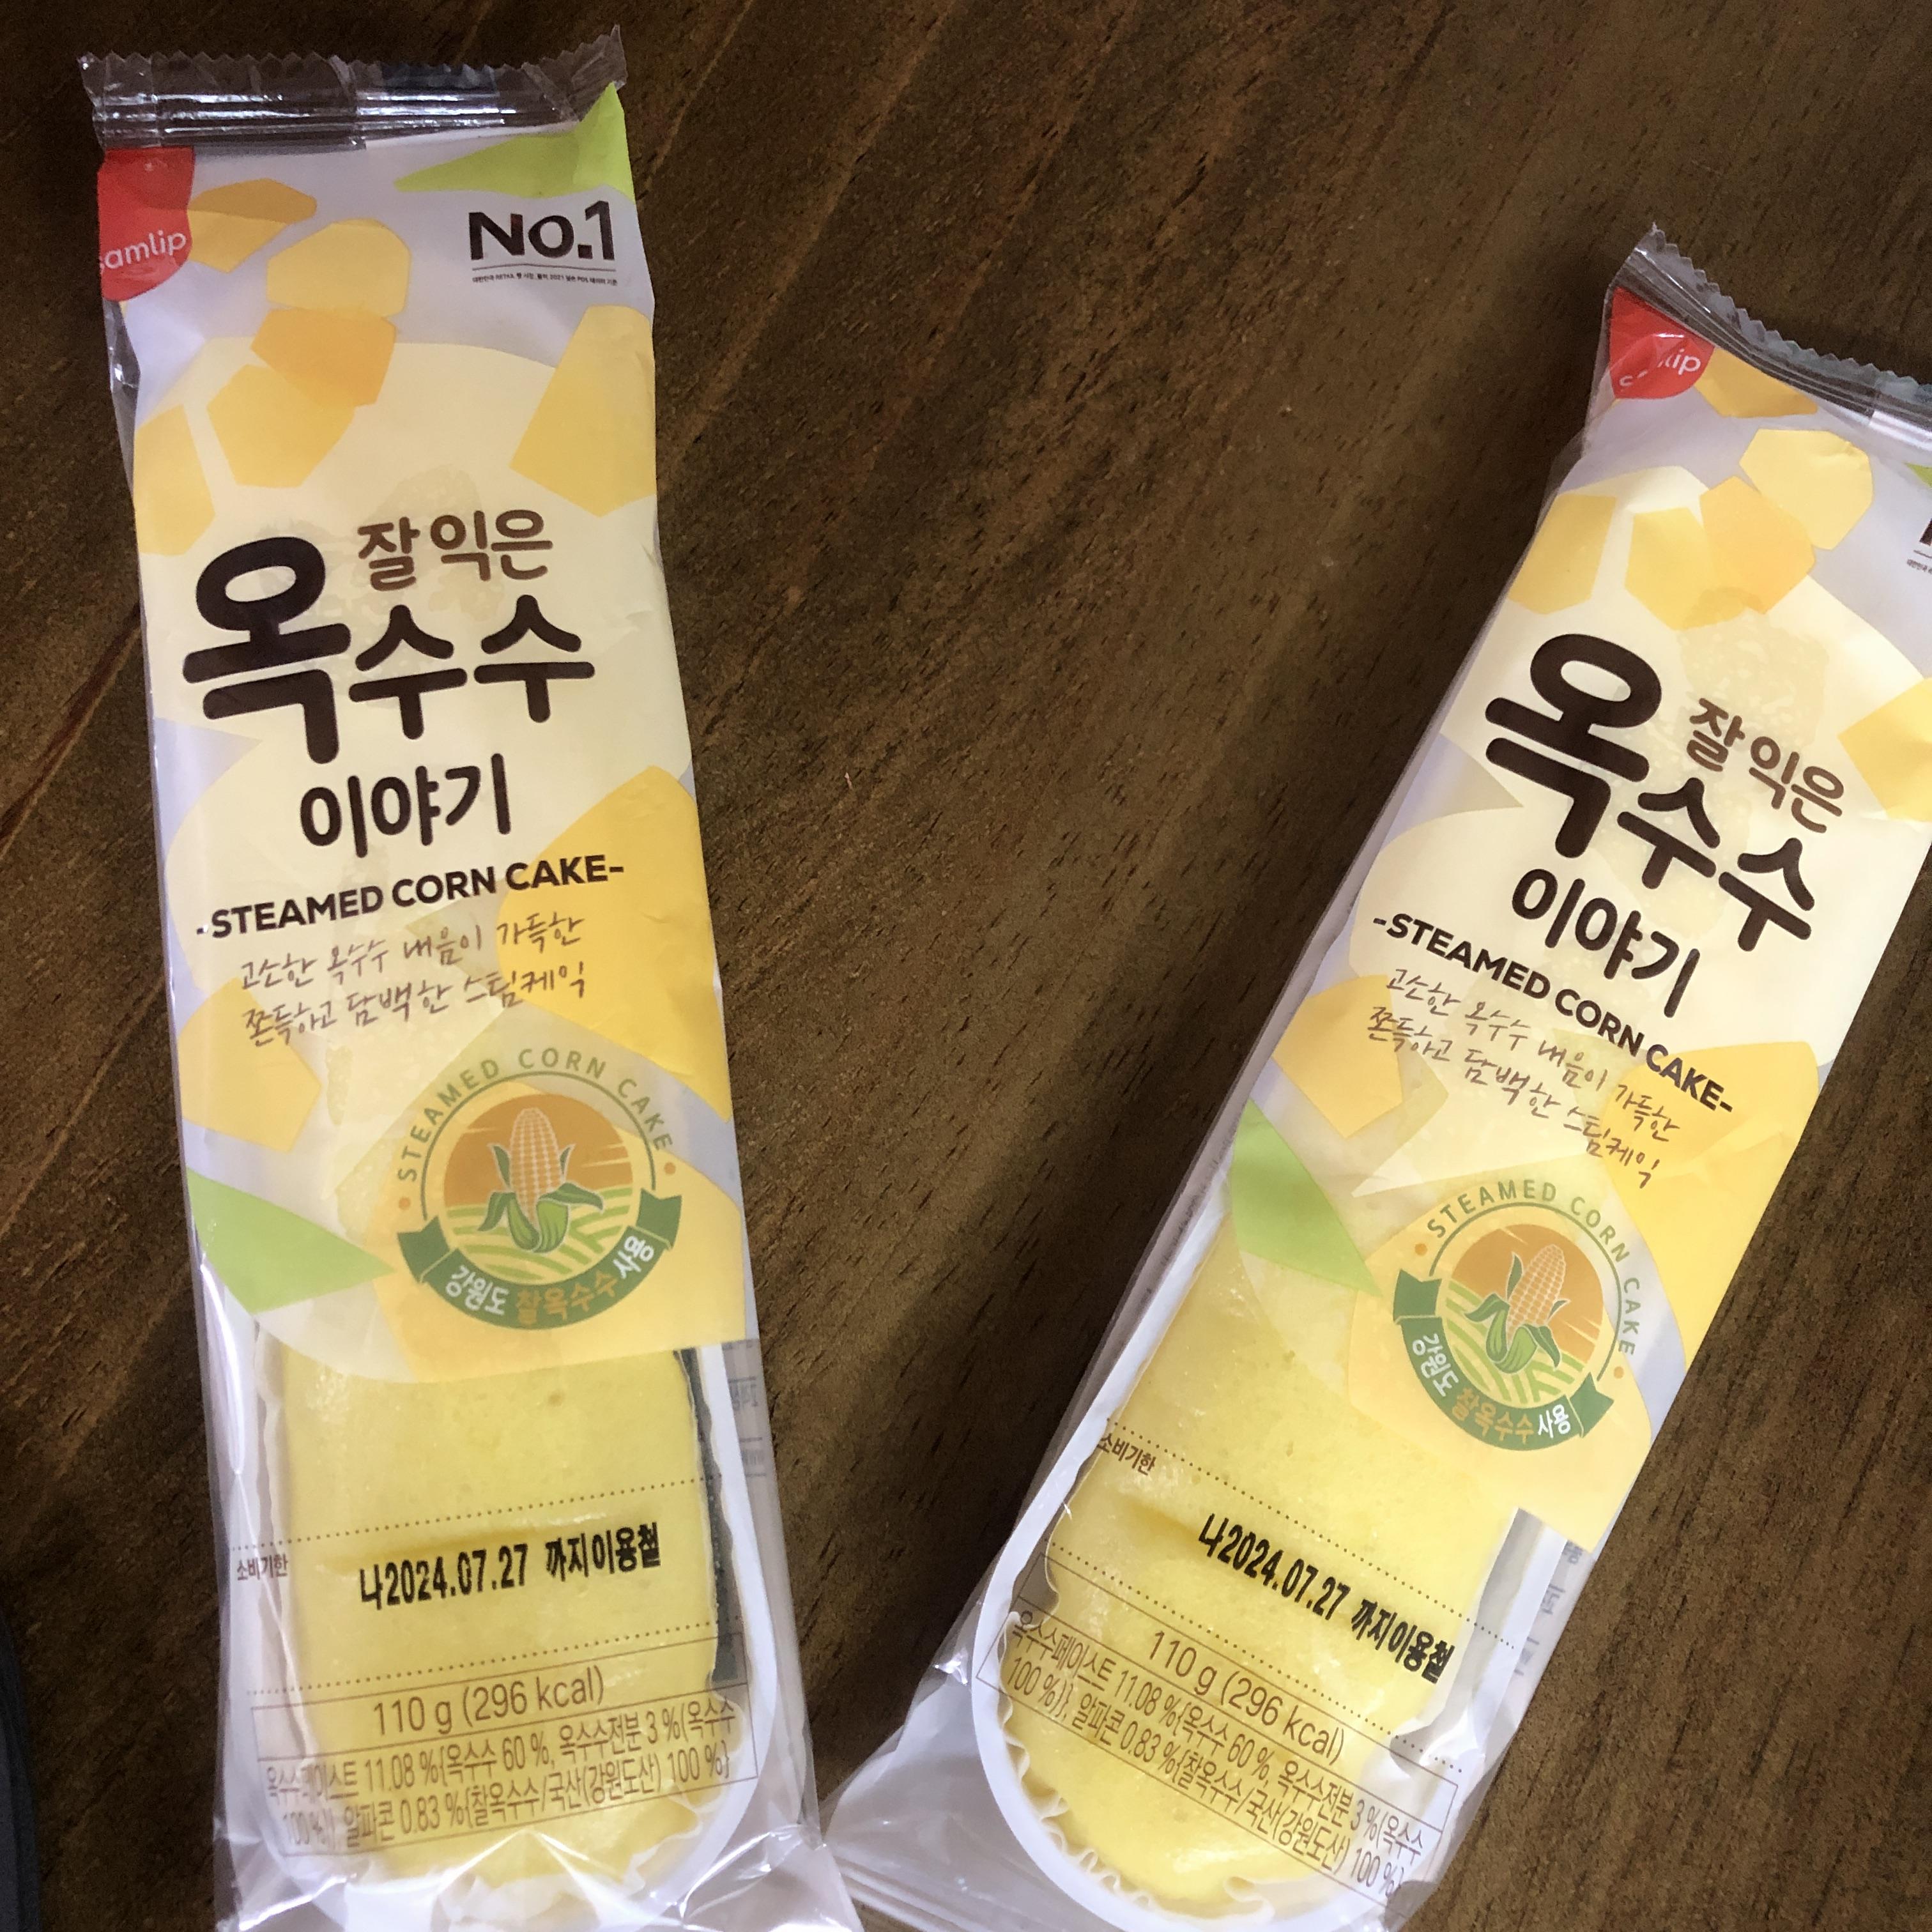 samlip
No.1
잘 익은
옥수수
이야기
-STEAMED CORN CAKE-
고소한 옥수수 내음이 가득한
쫀득하고 담백한 스팀케익
STEAMED CORN CAKE
강원도 찰옥수수 사용
소비기한
나2024.07.27 까지이용철
110 g (296 kcal)
옥수수페이스트 11.08 %{옥수수 60 %, 옥수수전분 3 %(옥수수
100 %)}, 알파콘 0.83 %{찰옥수수/국산(강원도산) 100 %}
lip
잘 익은
옥수수
이야기
-STEAMED CORN CAKE-
고소한 옥수수 내음이 가득한
쫀득하고 담백한 스팀케익
STEAMED CORN CAKE
강원도 찰옥수수 사용
소비기한
나2024.07.27 까지이용철
110 g (296 kcal)
옥수수페이스트 11.08 %{옥수수 60 %, 옥수수전분 3 %(옥수수
100 %)}, 알파콘 0.83 %{찰옥수수/국산(강원도산) 100 %}